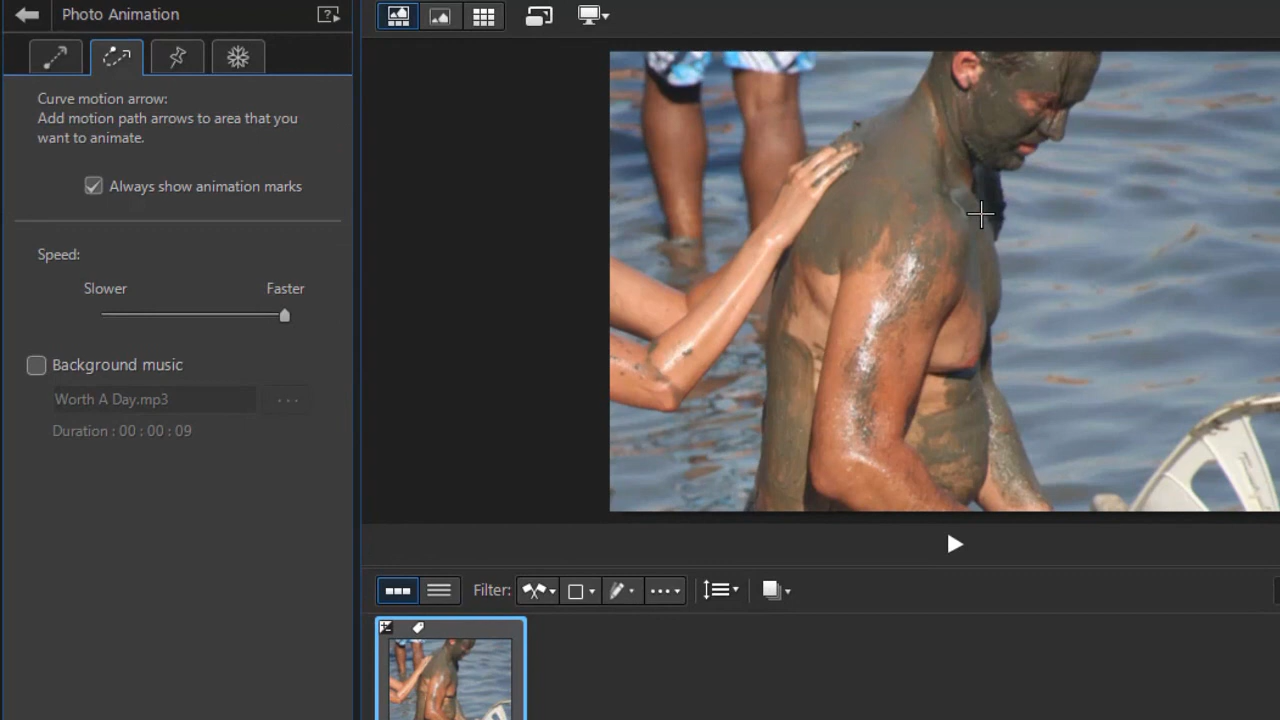 Photo Animation
Curve motion arrow:
Add motion path arrows to area that you
want to animate.
Always show animation marks
Speed:
Slower Faster
Background music
Worth A Day.mp3
Duration : 00 : 00 : 09
Filter: